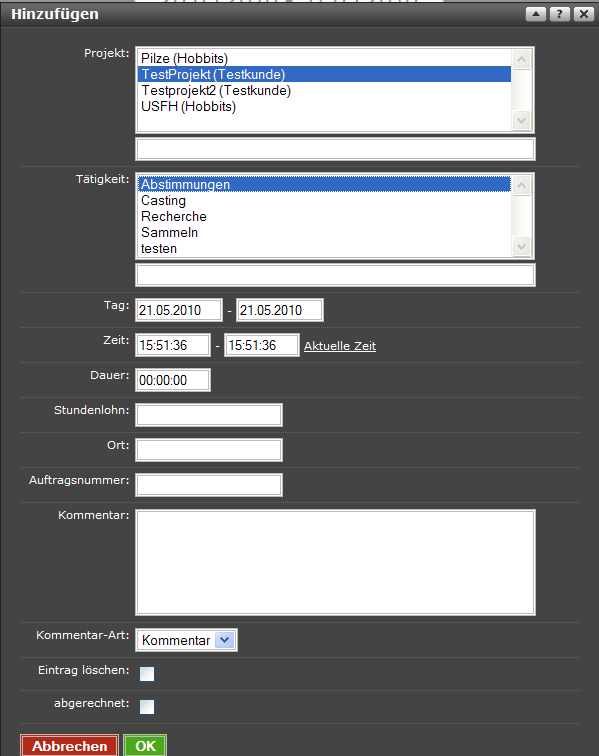 Hinzufügen
Projekt:
Pilze (Hobbits)
TestProjekt (Testkunde)
Testprojekt2 (Testkunde)
USFH (Hobbits)
Tätigkeit:
Abstimmungen
Casting
Recherche
Sammeln
testen
Tag: 21.05.2010 - 21.05.2010
Zeit: 15:51:36 - 15:51:36 Aktuelle Zeit
Dauer: 00:00:00
Stundenlohn:
Ort:
Auftragsnummer:
Kommentar:
Kommentar-Art: Kommentar
Eintrag löschen:
abgerechnet:
Abbrechen OK